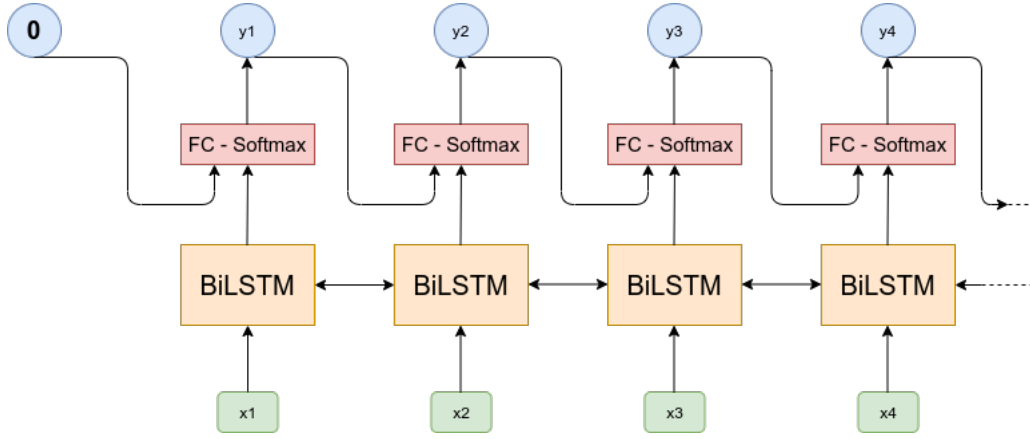 0
y1
y2
y3
y4
FC - Softmax
FC - Softmax
FC - Softmax
FC - Softmax
BiLSTM
BiLSTM
BiLSTM
BiLSTM
x1
x2
x3
x4